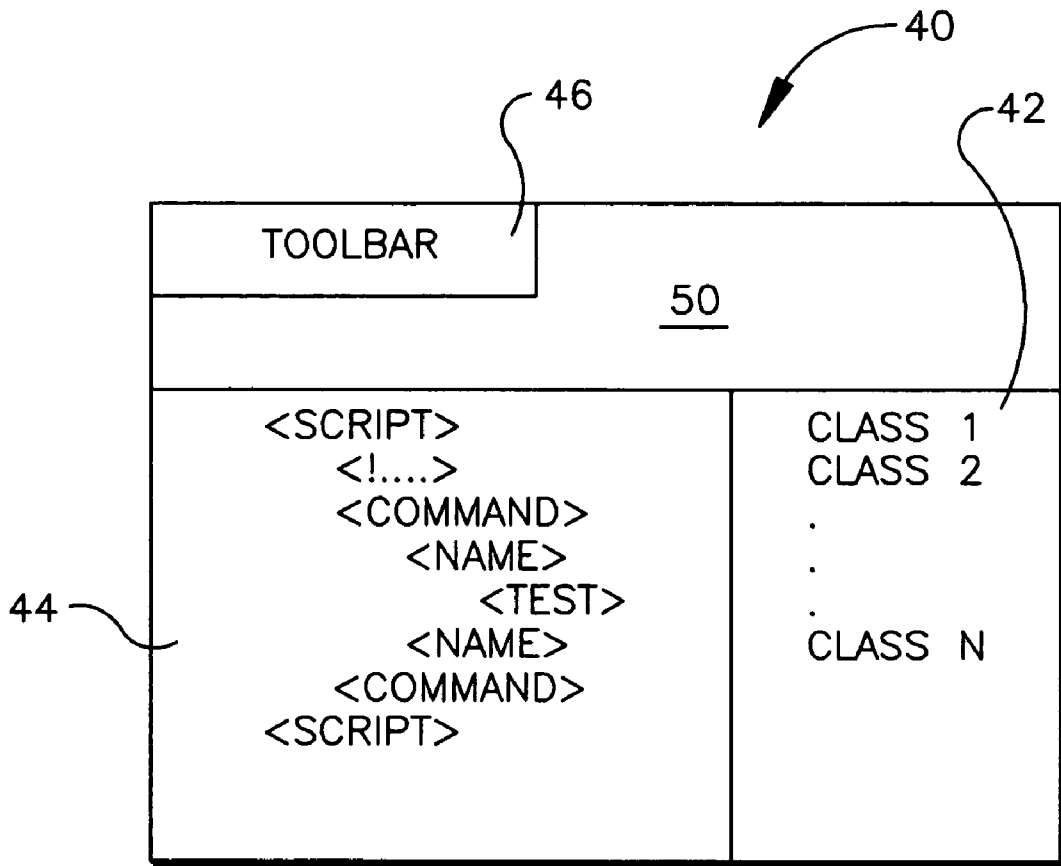 40
46
42
TOOLBAR
50
<SCRIPT>
<!....>
<COMMAND>
<NAME>
<TEST>
<NAME>
<COMMAND>
<SCRIPT>
CLASS 1
CLASS 2
.
.
.
CLASS N
44